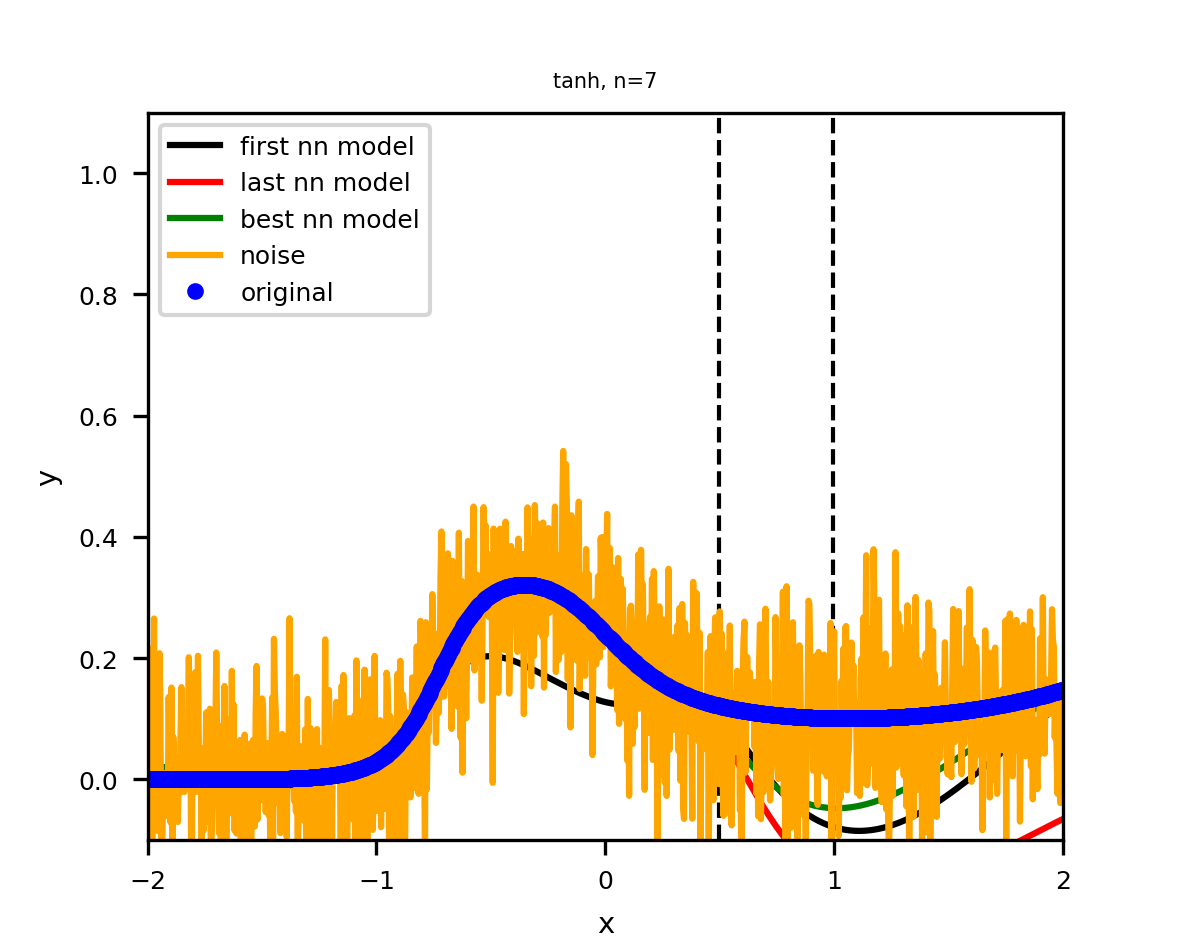 tanh, n=7
first nn model
last nn model
best nn model
noise
original
1.0
0.8
0.6
0.4
0.2
0.0
y
−2
−1
0
1
2
x